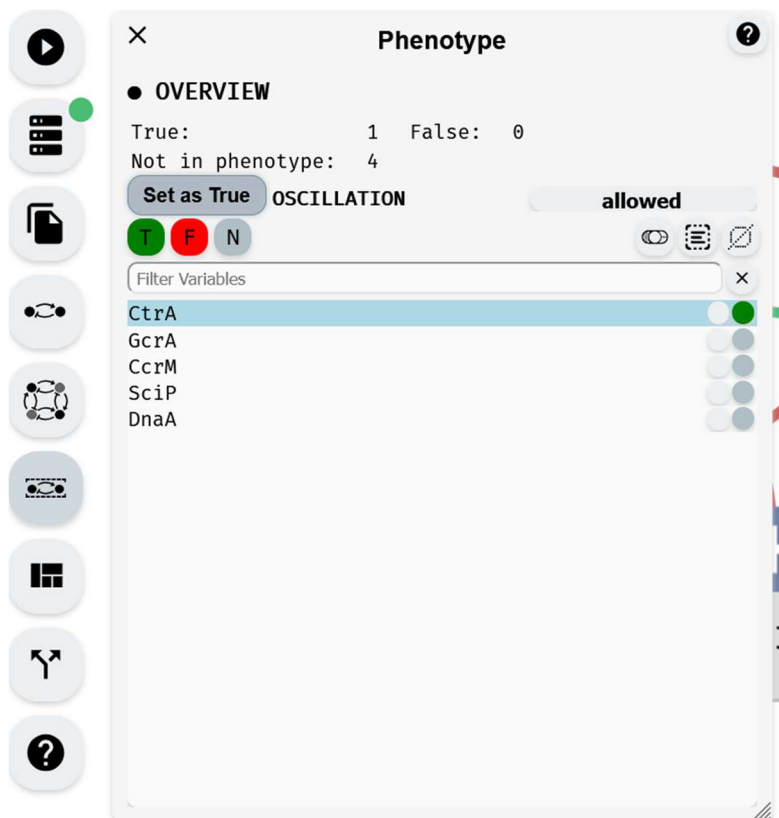 Phenotype
OVERVIEW
True: 1 False: 0
Not in phenotype: 4
Set as True OSCILLATION allowed
T F N
Filter Variables
CtrA
GcrA
CcrM
SciP
DnaA